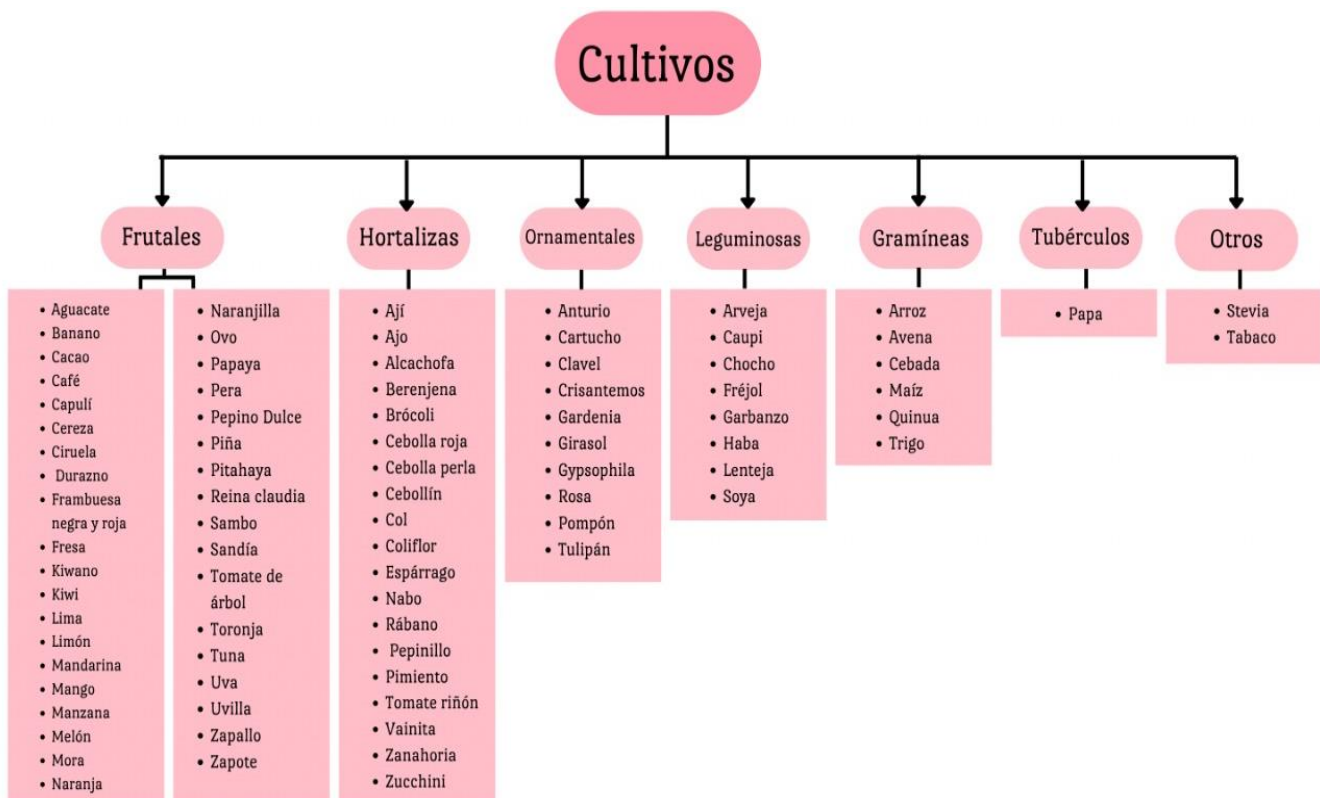 Cultivos
Frutales
Hortalizas
Ornamentales
Leguminosas
Gramíneas
Tubérculos
Otros
• Aguacate
• Banano
• Cacao
• Café
• Capulí
• Cereza
• Ciruela
• Durazno
• Frambuesa
negra y roja
• Fresa
• Kiwano
• Kiwi
• Lima
• Limón
• Mandarina
• Mango
• Manzana
• Melón
• Mora
• Naranja
• Naranjilla
• Ovo
• Papaya
• Pera
• Pepino Dulce
• Piña
• Pitahaya
• Reina claudia
• Sambo
• Sandía
• Tomate de
árbol
• Toronja
• Tuna
• Uva
• Uvilla
• Zapallo
• Zapote
• Ají
• Ajo
• Alcachofa
• Berenjena
• Brócoli
• Cebolla roja
• Cebolla perla
• Cebollín
• Col
• Coliflor
• Espárrago
• Nabo
• Rábano
• Pepinillo
• Pimiento
• Tomate riñón
• Vainita
• Zanahoria
• Zucchini
• Anturio
• Cartucho
• Clavel
• Crisantemos
• Gardenia
• Girasol
• Gypsophila
• Rosa
• Pompón
• Tulipán
• Arveja
• Caupi
• Chocho
• Fréjol
• Garbanzo
• Haba
• Lenteja
• Soya
• Arroz
• Avena
• Cebada
• Maíz
• Quinua
• Trigo
• Papa
• Stevia
• Tabaco